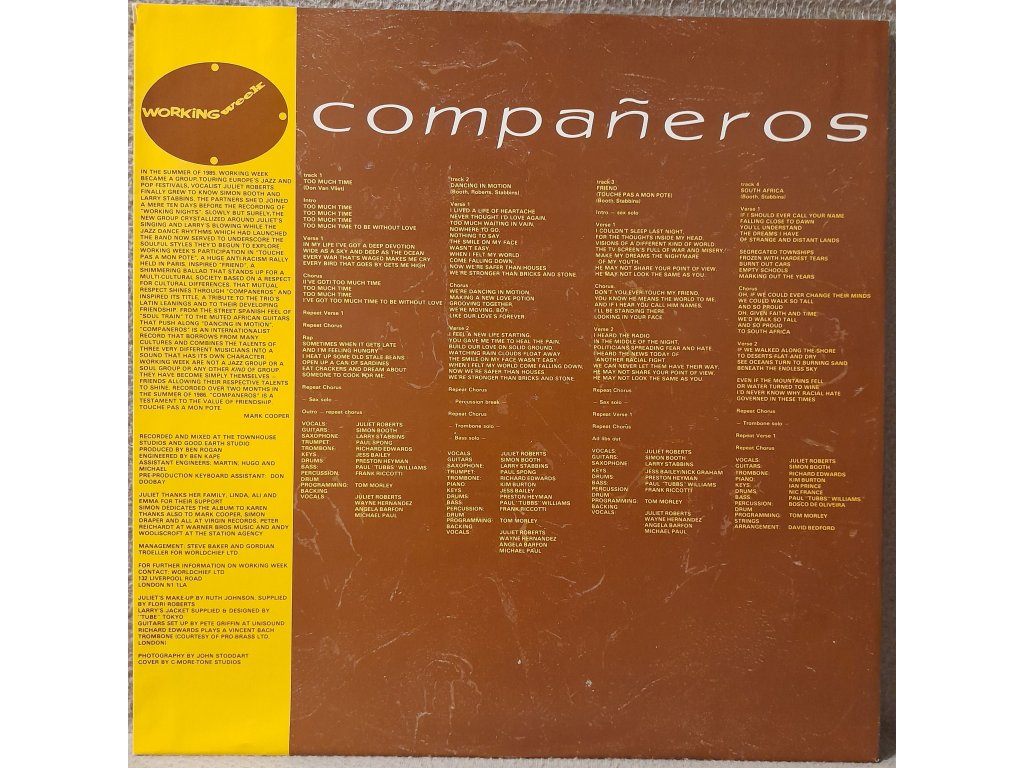 WORKING week
compañeros
IN THE SUMMER OF 1985, WORKING WEEK
BECAME A GROUP. TOURING EUROPE'S JAZZ AND
POP FESTIVALS, VOCALIST JULIET ROBERTS
FINALLY GREW TO KNOW SIMON BOOTH AND
LARRY STABBINS, THE PARTNERS SHE'D JOINED
A MERE TEN DAYS BEFORE THE RECORDING OF
"WORKING NIGHTS". SLOWLY BUT SURELY, THE
NEW GROUP CRYSTALLIZED AROUND JULIET'S
SINGING AND LARRY'S BLOWING WHILE THE
JAZZ DANCE RHYTHMS WHICH HAD LAUNCHED
THE BAND NOW SERVED TO UNDERSCORE THE
SOULFUL STYLES THEY'D BEGUN TO EXPLORE.
WORKING WEEK'S PARTICIPATION IN "TOUCHE
PAS A MON POTE", A HUGE ANTI-RACISM RALLY
HELD IN PARIS, INSPIRED "FRIEND", A
SHIMMERING BALLAD THAT STANDS UP FOR A
MULTI-CULTURAL SOCIETY BASED ON A RESPECT
FOR CULTURAL DIFFERENCES. THAT MUTUAL
RESPECT SHINES THROUGH "COMPAÑEROS" AND
INSPIRED ITS TITLE, A TRIBUTE TO THE TRIO'S
LATIN LEANINGS AND TO THEIR DEVELOPING
FRIENDSHIP. FROM THE STREET SPANISH FEEL OF
"SOUL TRAIN" TO THE MUTED AFRICAN GUITARS
THAT PUSH ALONG "DANCING IN MOTION",
"COMPAÑEROS" IS AN INTERNATIONALIST
RECORD THAT BORROWS FROM MANY
CULTURES AND COMBINES THE TALENTS OF
THREE VERY DIFFERENT MUSICIANS INTO A
SOUND THAT HAS ITS OWN CHARACTER.
WORKING WEEK ARE NOT A JAZZ GROUP OR A
SOUL GROUP OR ANY OTHER KIND OF GROUP.
THEY HAVE BECOME SIMPLY THEMSELVES –
FRIENDS ALLOWING THEIR RESPECTIVE TALENTS
TO SHINE. RECORDED OVER TWO MONTHS IN
THE SUMMER OF 1986, "COMPAÑEROS" IS A
TESTAMENT TO THE VALUE OF FRIENDSHIP.
TOUCHE PAS A MON POTE.
MARK COOPER
RECORDED AND MIXED AT THE TOWNHOUSE
STUDIOS AND GOOD EARTH STUDIO
PRODUCED BY BEN ROGAN
ENGINEERED BY BEN KAPE
ASSISTANT ENGINEERS: MARTIN, HUGO AND
MICHAEL
PRE-PRODUCTION KEYBOARD ASSISTANT: DON
DOOBAY
JULIET THANKS HER FAMILY, LINDA, ALI AND
EMMA FOR THEIR SUPPORT
SIMON DEDICATES THE ALBUM TO KAREN
THANKS ALSO TO MARK COOPER, SIMON
DRAPER AND ALL AT VIRGIN RECORDS, PETER
REICHARDT AT WARNER BROS MUSIC AND ANDY
WOOLISCROFT AT THE STATION AGENCY
MANAGEMENT: STEVE BAKER AND GORDIAN
TROELLER FOR WORLDCHIEF LTD
FOR FURTHER INFORMATION ON WORKING WEEK
CONTACT: WORLDCHIEF LTD
132 LIVERPOOL ROAD
LONDON N1 1LA
JULIET'S MAKE-UP BY RUTH JOHNSON, SUPPLIED
BY FLORI ROBERTS
LARRY'S JACKET SUPPLIED & DESIGNED BY
"TUBE" TOKYO
GUITARS SET UP BY PETE GRIFFIN AT UNISOUND
RICHARD EDWARDS PLAYS A VINCENT BACH
TROMBONE (COURTESY OF PRO-BRASS LTD,
LONDON)
PHOTOGRAPHY BY JOHN STODDART
COVER BY C-MORE-TONE STUDIOS
track 1
TOO MUCH TIME
(Don Van Vliet)
Intro
TOO MUCH TIME
TOO MUCH TIME
TOO MUCH TIME
TOO MUCH TIME TO BE WITHOUT LOVE
Verse 1
IN MY LIFE I'VE GOT A DEEP DEVOTION
WIDE AS A SKY AND DEEP AS THE OCEAN
EVERY WAR THAT'S WAGED MAKES ME CRY
EVERY BIRD THAT GOES BY GETS ME HIGH
Chorus
(I'VE GOT) TOO MUCH TIME
TOO MUCH TIME
TOO MUCH TIME
I'VE GOT TOO MUCH TIME TO BE WITHOUT LOVE
Repeat Verse 1
Repeat Chorus
Rap
SOMETIMES WHEN IT GETS LATE
AND I'M FEELING HUNGRY
I HEAT UP SOME OLD STALE BEANS
OPEN UP A CAN OF SARDINES
EAT CRACKERS AND DREAM ABOUT
SOMEONE TO COOK FOR ME.
Repeat Chorus
– Sax solo –
Outro – repeat chorus
VOCALS: JULIET ROBERTS
GUITARS: SIMON BOOTH
SAXOPHONE: LARRY STABBINS
TRUMPET: PAUL SPONG
TROMBONE: RICHARD EDWARDS
KEYS JESS BAILEY
DRUMS: PRESTON HEYMAN
BASS: PAUL "TUBBS" WILLIAMS
PERCUSSION: FRANK RICCOTTI
DRUM
PROGRAMMING: TOM MORLEY
BACKING
VOCALS JULIET ROBERTS
WAYNE HERNANDEZ
ANGELA BARFON
MICHAEL PAUL
track 2
DANCING IN MOTION
(Booth, Roberts, Stabbins)
Verse 1
I LIVED A LIFE OF HEARTACHE
NEVER THOUGHT I'D LOVE AGAIN.
TOO MUCH WAITING IN VAIN,
NOWHERE TO GO;
NOTHING TO SAY
THE SMILE ON MY FACE
WASN'T EASY.
WHEN I FELT MY WORLD
COME FALLING DOWN
NOW WE'RE SAFER THAN HOUSES
WE'RE STRONGER THAN BRICKS AND STONE.
Chorus
WE'RE DANCING IN MOTION,
MAKING A NEW LOVE POTION
GROOVING TOGETHER
WE'RE MOVING, BOY,
LIKE OUR LOVE'S FOREVER.
Verse 2
I FEEL A NEW LIFE STARTING,
YOU GAVE ME TIME TO HEAL THE PAIN.
BUILD OUR LOVE ON SOLID GROUND,
WATCHING RAIN CLOUDS FLOAT AWAY
THE SMILE ON MY FACE WASN'T EASY.
WHEN I FELT MY WORLD COME FALLING DOWN,
NOW WE'RE SAFER THAN HOUSES
WE'RE STRONGER THAN BRICKS AND STONE
Repeat Chorus
– Percussion break –
Repeat Chorus
– Trombone solo –
– Bass solo –
VOCALS: JULIET ROBERTS
GUITARS: SIMON BOOTH
SAXOPHONE: LARRY STABBINS
TRUMPET: PAUL SPONG
TROMBONE: RICHARD EDWARDS
PIANO: KIM BURTON
KEYS JESS BAILEY
DRUMS: PRESTON HEYMAN
BASS: PAUL "TUBBS" WILLIAMS
PERCUSSION: FRANK RICCOTTI
DRUM
PROGRAMMING: TOM MORLEY
BACKING
VOCALS: JULIET ROBERTS
WAYNE HERNANDEZ
ANGELA BARFON
MICHAEL PAUL
track 3
FRIEND
(TOUCHE PAS A MON POTE)
(Booth, Stabbins)
Intro – sax solo
Verse 1
I COULDN'T SLEEP LAST NIGHT,
FOR THE THOUGHTS INSIDE MY HEAD
VISIONS OF A DIFFERENT KIND OF WORLD
THE TV SCREEN'S FULL OF WAR AND MISERY.
MAKE MY DREAMS THE NIGHTMARE
OF MY YOUTH.
HE MAY NOT SHARE YOUR POINT OF VIEW.
HE MAY NOT LOOK THE SAME AS YOU.
Chorus
DON'T YOU EVER TOUCH MY FRIEND.
YOU KNOW HE MEANS THE WORLD TO ME.
AND IF I HEAR YOU CALL HIM NAMES,
I'LL BE STANDING THERE
LOOKING IN YOUR FACE
Verse 2
I HEARD THE RADIO
IN THE MIDDLE OF THE NIGHT.
POLITICIANS SPREADING FEAR AND HATE.
I HEARD THE NEWS TODAY OF
ANOTHER RACIAL FIGHT.
WE CAN NEVER LET THEM HAVE THEIR WAY.
HE MAY NOT SHARE YOUR POINT OF VIEW.
HE MAY NOT LOOK THE SAME AS YOU.
Repeat Chorus
– Sax solo –
Repeat Verse 1
Repeat Chorus
Ad libs out
VOCALS: JULIET ROBERTS
GUITARS: SIMON BOOTH
SAXOPHONE LARRY STABBINS
KEYS JESS BAILEY/NICK GRAHAM
DRUMS: PRESTON HEYMAN
BASS: PAUL "TUBBS" WILLIAMS
PERCUSSION FRANK RICCOTTI
DRUM
PROGRAMMING: TOM MORLEY
BACKING
VOCALS: JULIET ROBERTS
WAYNE HERNANDEZ
ANGELA BARFON
MICHAEL PAUL
track 4
SOUTH AFRICA
(Booth, Stabbins)
Verse 1
IF I SHOULD EVER CALL YOUR NAME
FALLING CLOSE TO DAWN
YOU'LL UNDERSTAND
THE DREAMS I HAVE
OF STRANGE AND DISTANT LANDS
SEGREGATED TOWNSHIPS
FROZEN WITH HARDEST TEARS
BURNT OUT CARS
EMPTY SCHOOLS
MARKING OUT THE YEARS
Chorus
OH, IF WE COULD EVER CHANGE THEIR MINDS
WE COULD WALK SO TALL
AND SO PROUD
OH, GIVEN FAITH AND TIME
WE'D WALK SO TALL
AND SO PROUD
TO SOUTH AFRICA
Verse 2
IF WE WALKED ALONG THE SHORE
TO DESERTS FLAT AND DRY
SEE OCEANS TURN TO BURNING SAND
BENEATH THE ENDLESS SKY
EVEN IF THE MOUNTAINS FELL
OR WATER TURNED TO WINE
I'D NEVER KNOW WHY RACIAL HATE
GOVERNED IN THESE TIMES
Repeat Chorus
– Trombone solo –
Repeat Verse 1
Repeat Chorus
VOCALS: JULIET ROBERTS
GUITARS: SIMON BOOTH
TROMBONE: RICHARD EDWARDS
PIANO: KIM BURTON
KEYS: IAN PRINCE
DRUMS, NIC FRANCE
BASS: PAUL "TUBBS" WILLIAMS
PERCUSSION: BOSCO DE OLIVEIRA
DRUM
PROGRAMMING: TOM MORLEY
STRINGS
ARRANGEMENT: DAVID BEDFORD